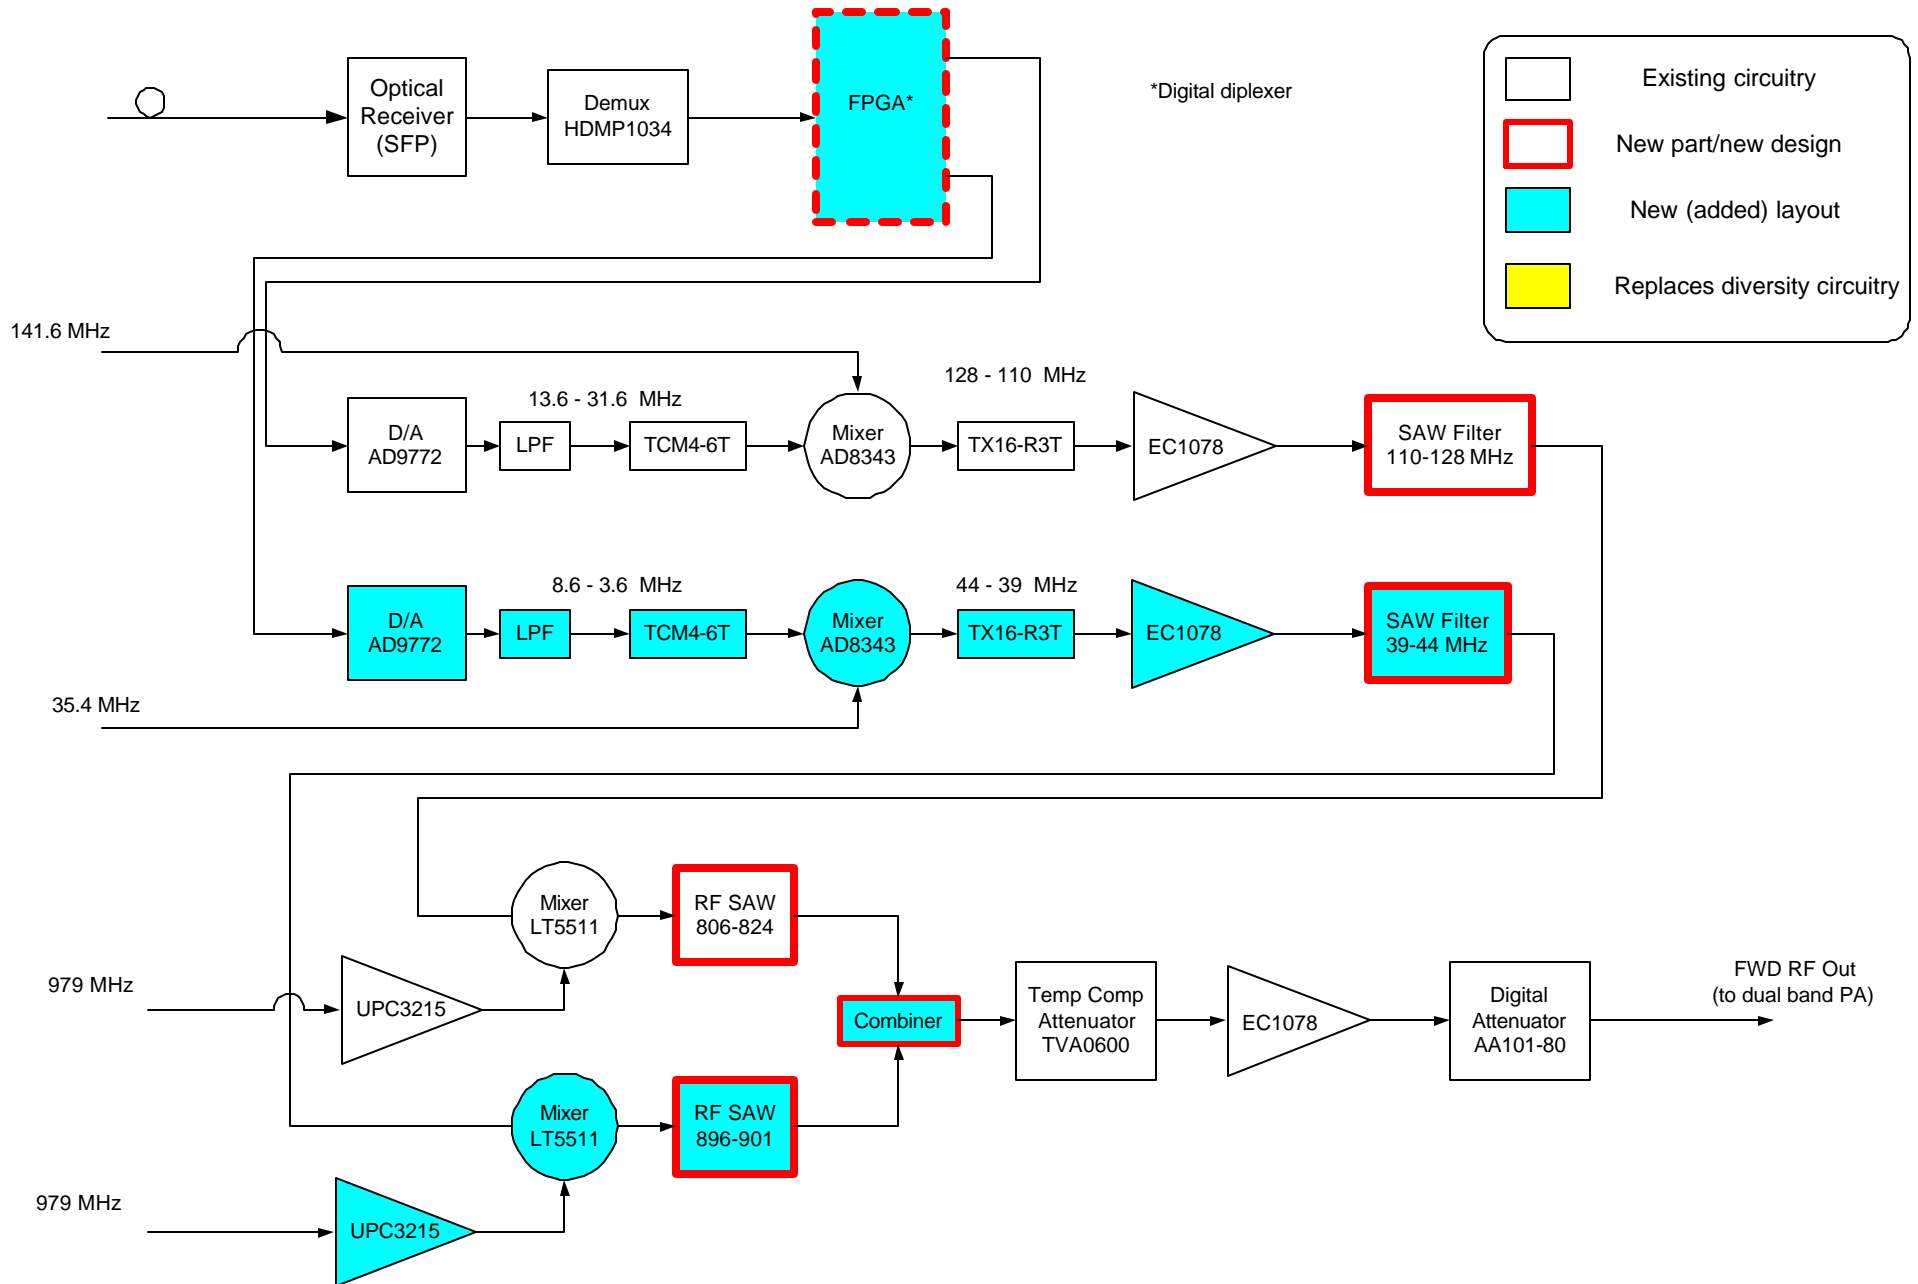 Optical
Receiver
(SFP)
Demux
HDMP1034
FPGA*
*Digital diplexer
Existing circuitry
New part/new design
New (added) layout
Replaces diversity circuitry
141.6 MHz
D/A
AD9772
13.6 - 31.6 MHz
LPF
TCM4-6T
Mixer
AD8343
128 - 110 MHz
TX16-R3T
EC1078
SAW Filter
110-128 MHz
D/A
AD9772
8.6 - 3.6 MHz
LPF
TCM4-6T
Mixer
AD8343
44 - 39 MHz
TX16-R3T
EC1078
SAW Filter
39-44 MHz
35.4 MHz
Mixer
LT5511
RF SAW
806-824
979 MHz
UPC3215
Combiner
Temp Comp
Attenuator
TVA0600
EC1078
Digital
Attenuator
AA101-80
FWD RF Out
(to dual band PA)
Mixer
LT5511
RF SAW
896-901
979 MHz
UPC3215